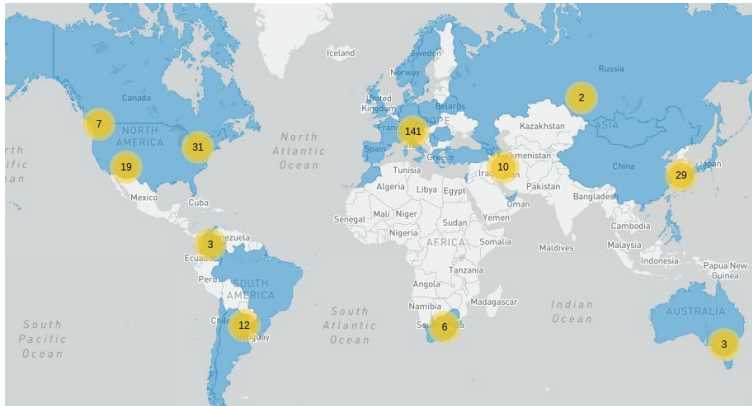 Iceland
Sweden
Norway
Russia
Canada
United
Kingdom
Belarus
2
7
NORTH
AMERICA
31
141
Kazakhstan
ASIA
North
Atlantic
Ocean
Spain
Greece
19
10
China
Japan
29
Tunisia
Mexico
Cuba
Algeria
Libya
Egypt
Pakistan
Oman
Bangladesh
Senegal
Mali
Niger
Sudan
Yemen
Cambodia
3
Nigeria
AFRICA
Somalia
Maldives
Malaysia
Indonesia
Papua New
Guinea
Peru
SOUTH
AMERICA
Tanzania
Angola
South
Pacific
Ocean
South
Atlantic
Ocean
Namibia
Madagascar
Indian
Ocean
AUSTRALIA
12
6
3